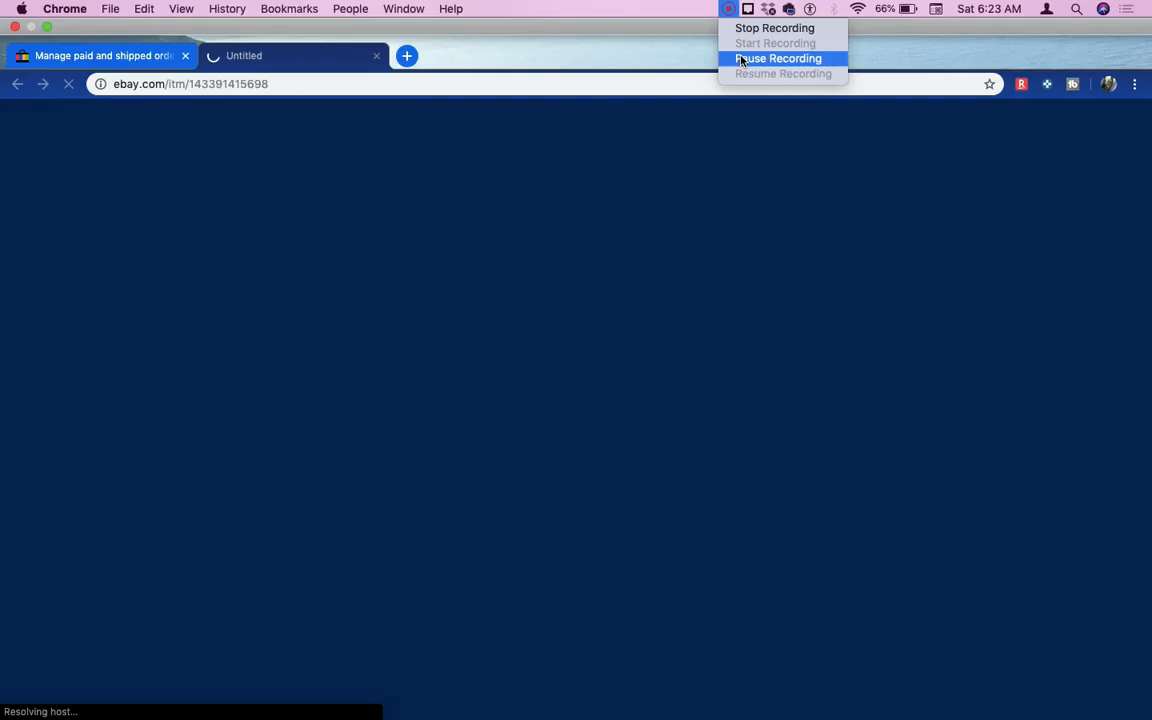 Chrome File Edit View History Bookmarks People Window Help 66% Sat 6:23 AM
Stop Recording
Start Recording
Pause Recording
Resume Recording
Manage paid and shipped orde
Untitled
ebay.com/itm/143391415698
Resolving host...